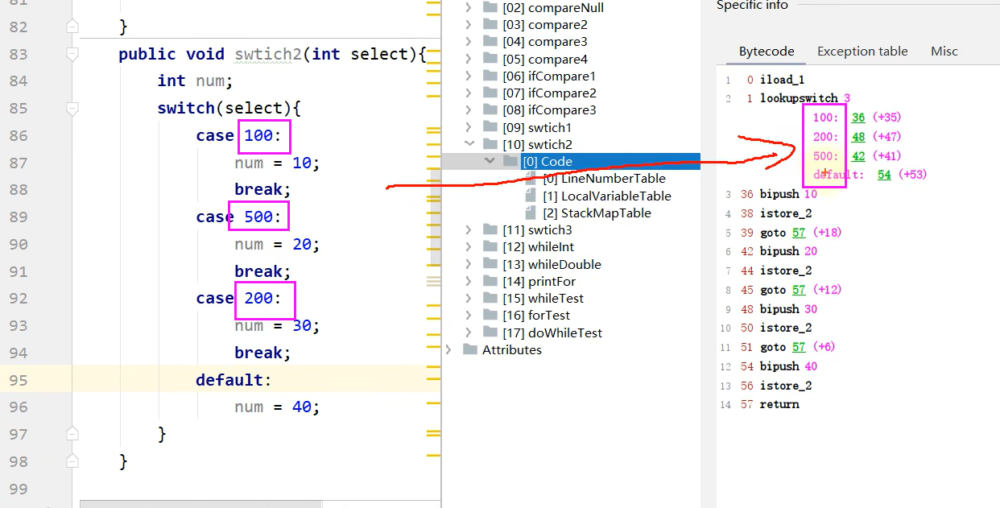 81
82 }
83 public void swtich2(int select){
84 int num;
85 switch(select){
86 case 100:
87 num = 10;
88 break;
89 case 500:
90 num = 20;
91 break;
92 case 200:
93 num = 30;
94 break;
95 default:
96 num = 40;
97 }
98 }
99
[02] compareNull
[03] compare2
[04] compare3
[05] compare4
[06] ifCompare1
[07] ifCompare2
[08] ifCompare3
[09] swtich1
[10] swtich2
[0] Code
[0] LineNumberTable
[1] LocalVariableTable
[2] StackMapTable
[11] swtich3
[12] whileInt
[13] whileDouble
[14] printFor
[15] whileTest
[16] forTest
[17] doWhileTest
Attributes
Specific info
Bytecode Exception table Misc
1 0 iload_1
2 1 lookupswitch 3
100: 36 (+35)
200: 48 (+47)
500: 42 (+41)
default: 54 (+53)
3 36 bipush 10
4 38 istore_2
5 39 goto 57 (+18)
6 42 bipush 20
7 44 istore_2
8 45 goto 57 (+12)
9 48 bipush 30
10 50 istore_2
11 51 goto 57 (+6)
12 54 bipush 40
13 56 istore_2
14 57 return